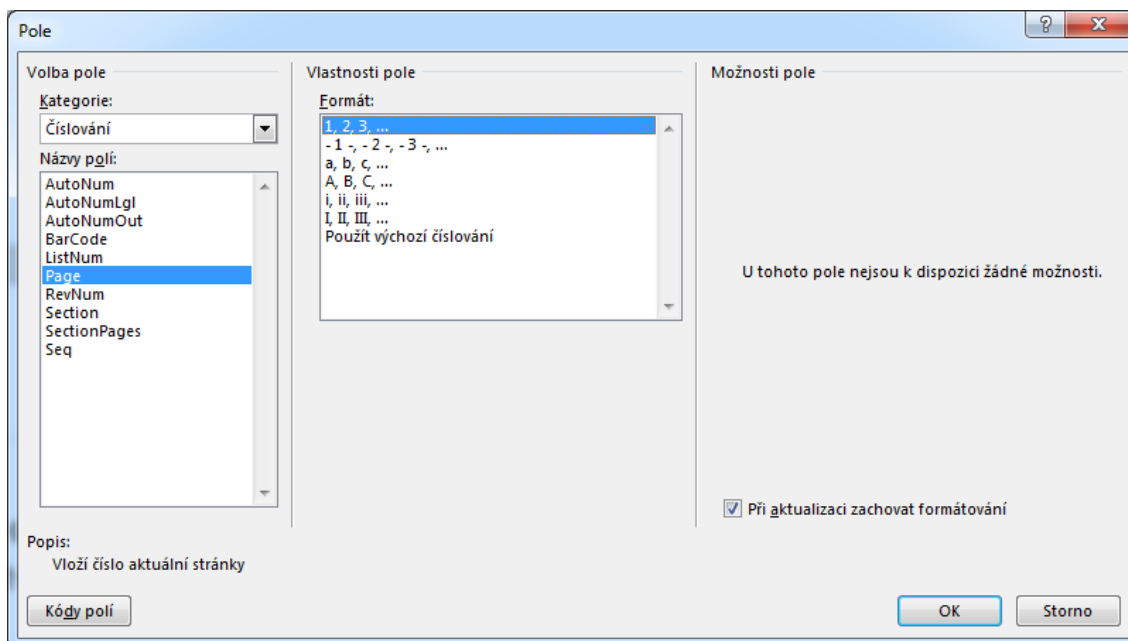 Pole
Volba pole
Kategorie:
Číslování
Názvy polí:
AutoNum
AutoNumLgl
AutoNumOut
BarCode
ListNum
Page
RevNum
Section
SectionPages
Seq
Vlastnosti pole
Formát:
1, 2, 3, ...
- 1 -, - 2 -, - 3 -, ...
a, b, c, ...
A, B, C, ...
i, ii, iii, ...
I, II, III, ...
Použít výchozí číslování
Možnosti pole
U tohoto pole nejsou k dispozici žádné možnosti.
Při aktualizaci zachovat formátování
Popis:
Vloží číslo aktuální stránky
Kódy polí
OK
Storno